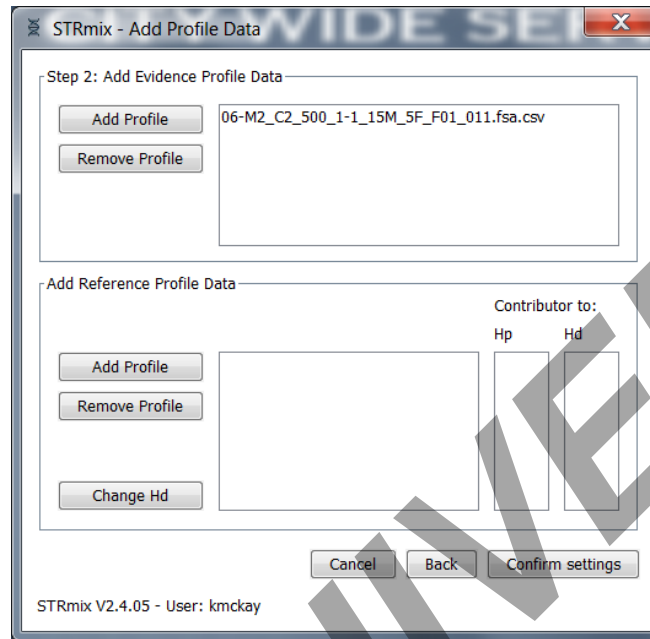 STRmix - Add Profile Data
Step 2: Add Evidence Profile Data
Add Profile
06-M2_C2_500_1-1_15M_5F_F01_011.fsa.csv
Remove Profile
Add Reference Profile Data
Contributor to:
Hp Hd
Add Profile
Remove Profile
Change Hd
Cancel Back Confirm settings
STRmix V2.4.05 - User: kmckay